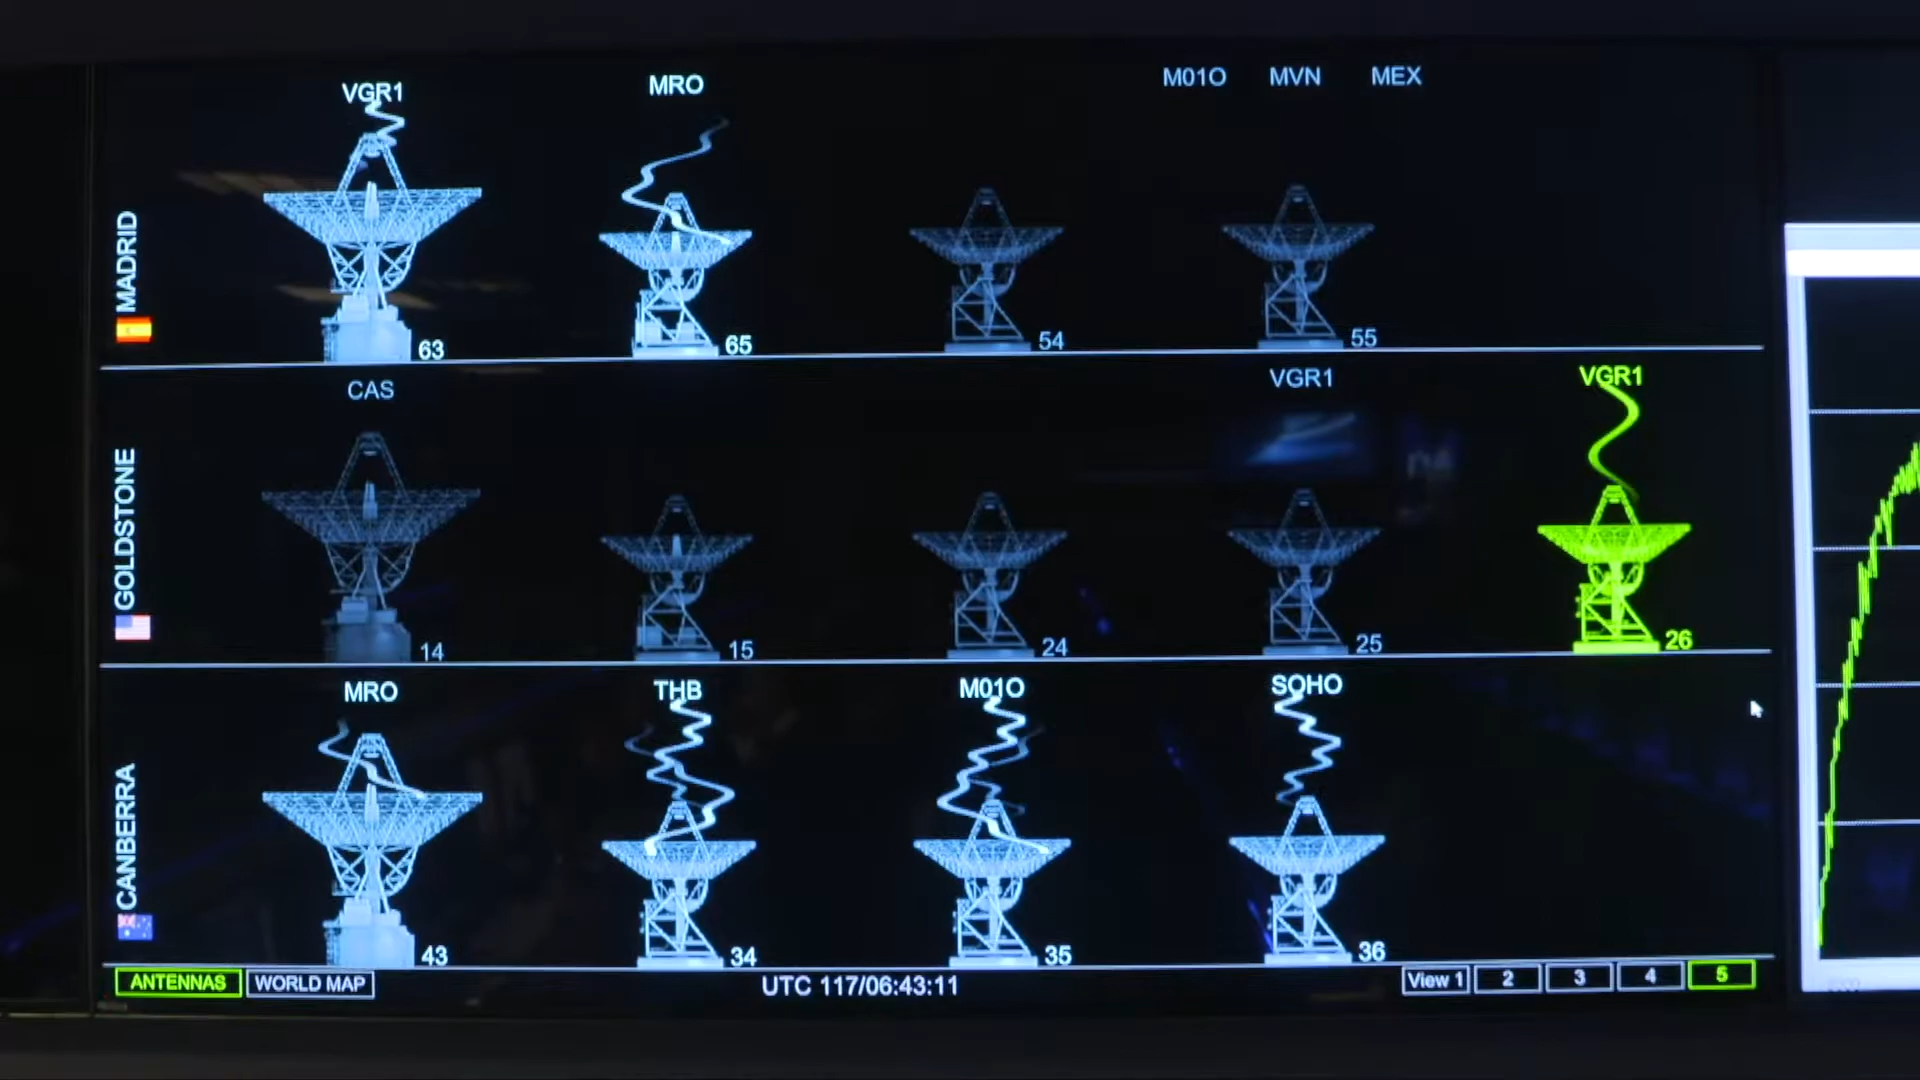 VGR1
MRO
M01O MVN MEX
MADRID
63
65
54
55
CAS
VGR1
VGR1
GOLDSTONE
14
15
24
25
26
MRO
THB
M01O
SOHO
CANBERRA
43
34
35
36
ANTENNAS
WORLD MAP
UTC 117/06:43:11
View 1
2
3
4
5